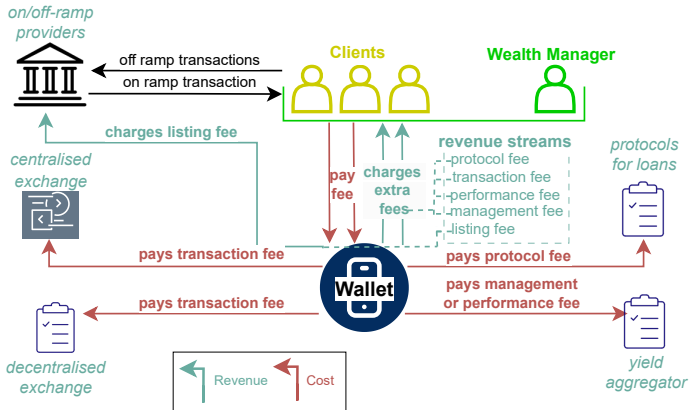 on/off-ramp
providers
off ramp transactions
on ramp transaction
Clients
Wealth Manager
charges listing fee
centralised
exchange
pay
fee
charges
extra
fees
revenue streams
protocol fee
transaction fee
performance fee
management fee
listing fee
protocols
for loans
pays transaction fee
pays protocol fee
Wallet
pays management
or performance fee
pays transaction fee
decentralised
exchange
yield
aggregator
Revenue
Cost